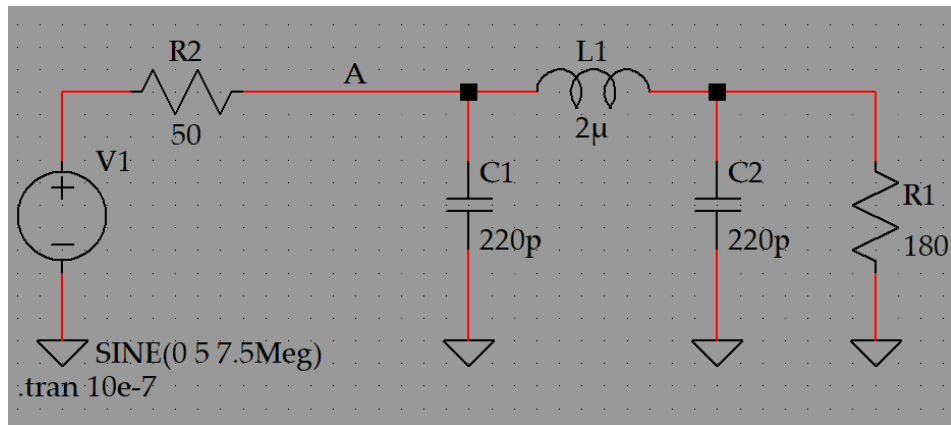 R2
A
L1
50
2µ
V1
C1
C2
R1
220p
220p
180
SINE(0 5 7.5Meg)
.tran 10e-7